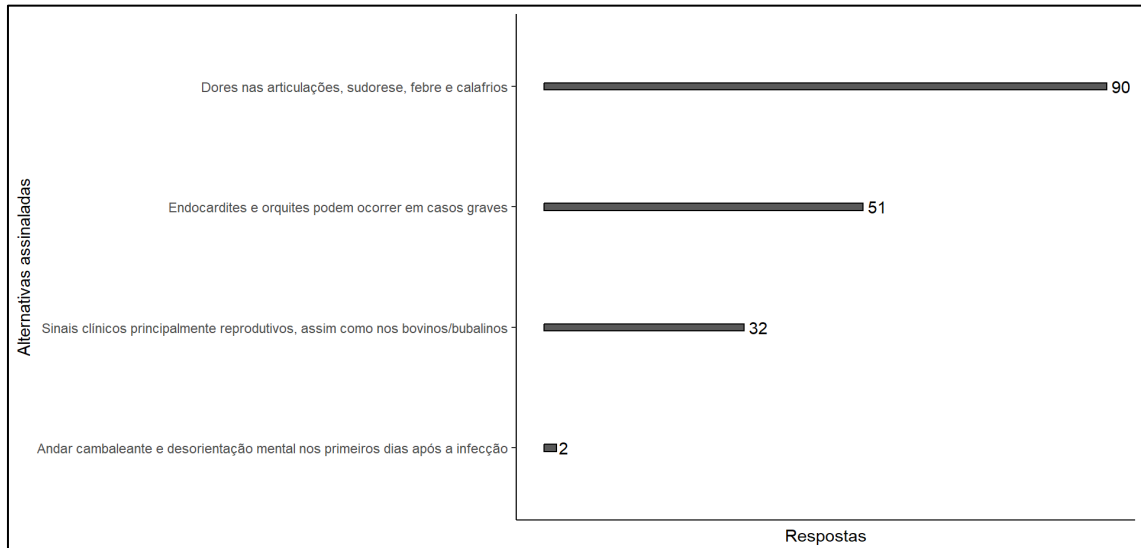 Alternativas assinaladas
Dores nas articulações, sudorese, febre e calafrios
90
Endocardites e orquites podem ocorrer em casos graves
51
Sinais clínicos principalmente reprodutivos, assim como nos bovinos/bubalinos
32
Andar cambaleante e desorientação mental nos primeiros dias após a infecção
2
Respostas